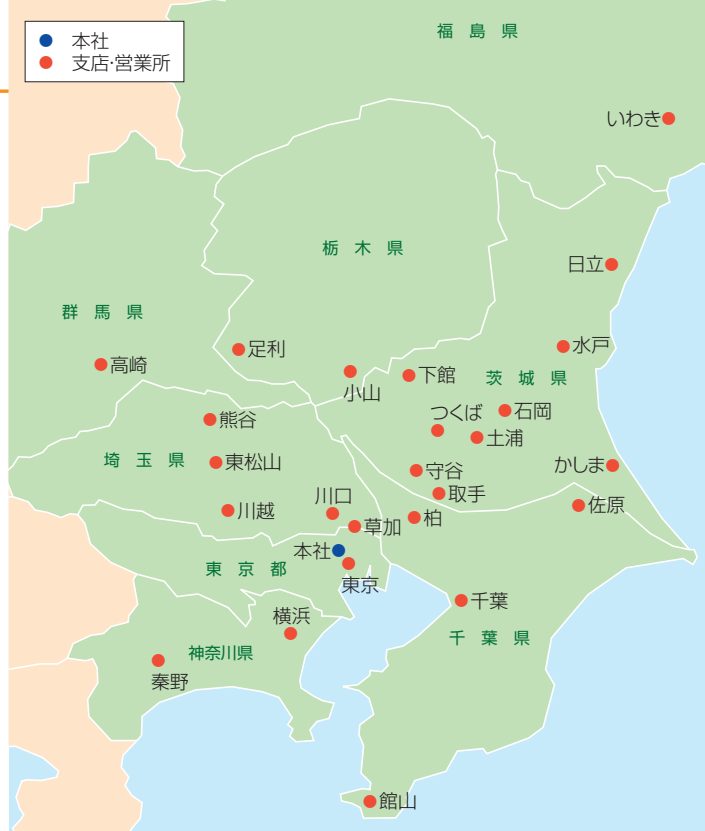 本社
支店・営業所
福島県
いわき
栃木県
日立
群馬県
足利
水戸
高崎
小山
下館
茨城県
つくば
石岡
熊谷
土浦
埼玉県
東松山
守谷
かしま
川口
取手
川越
草加
柏
佐原
本社
東京都
東京
千葉
横浜
千葉県
神奈川県
秦野
館山